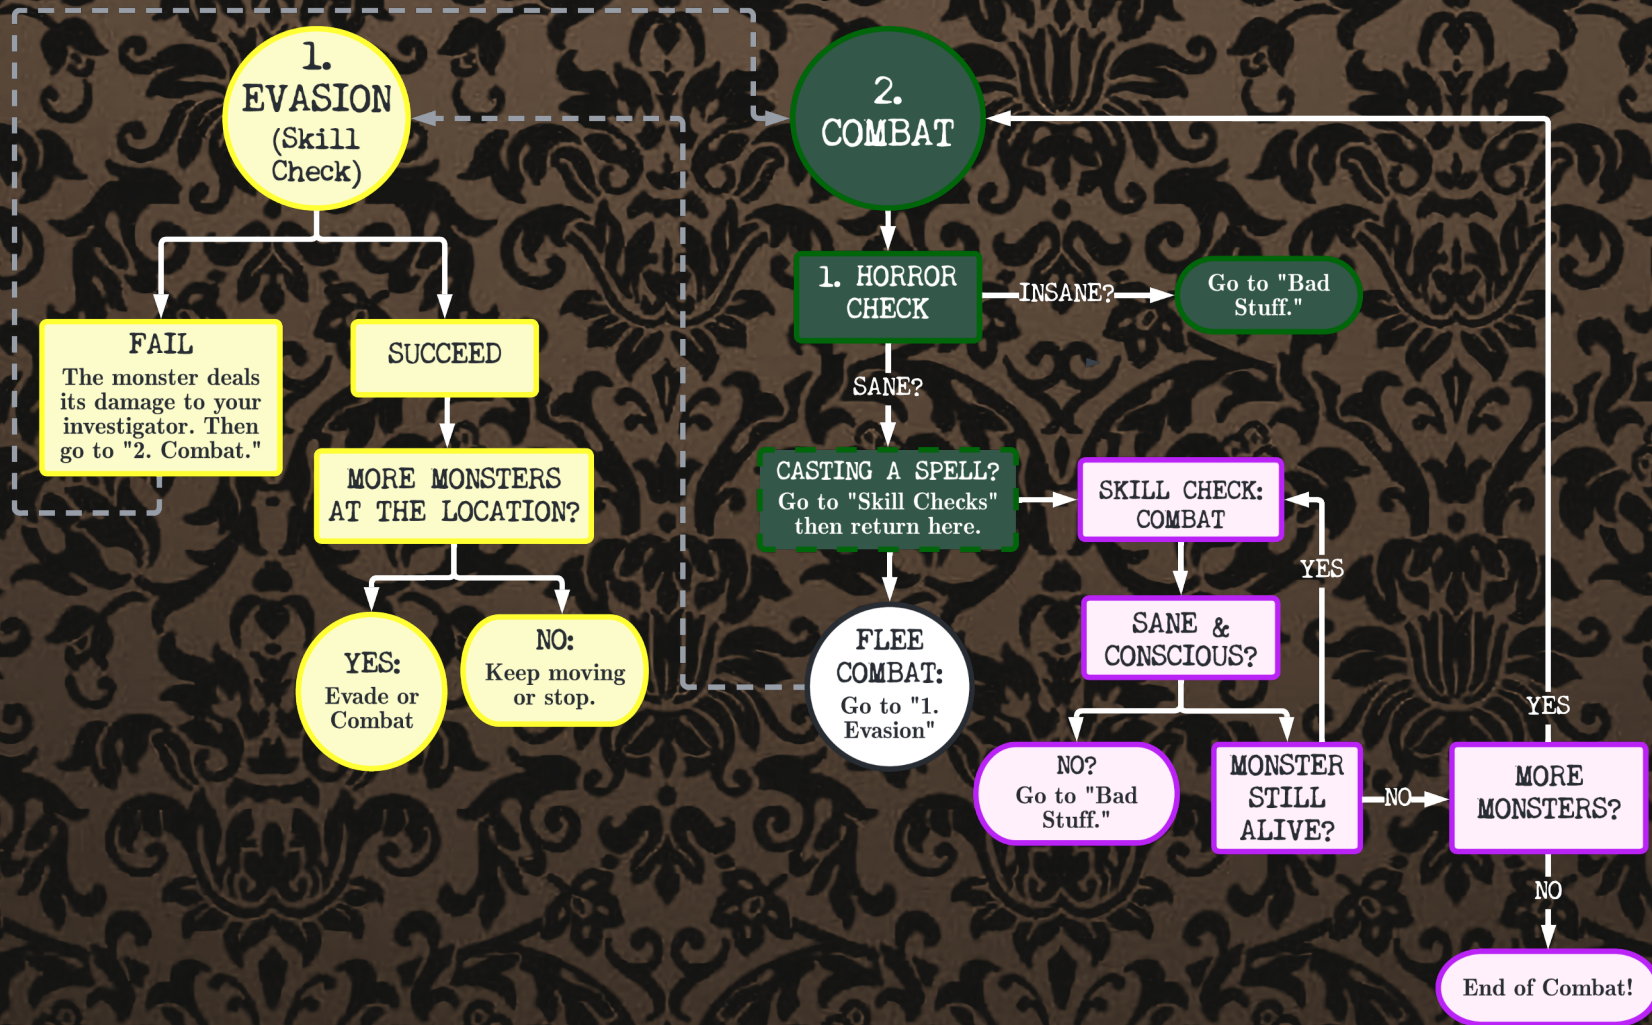 1.
EVASION
(Skill
Check)
FAIL
The monster deals
its damage to your
investigator. Then
go to "2. Combat."
SUCCEED
MORE MONSTERS
AT THE LOCATION?
YES:
Evade or
Combat
NO:
Keep moving
or stop.
2.
COMBAT
1. HORROR
CHECK
INSANE?
Go to "Bad
Stuff."
SANE?
CASTING A SPELL?
Go to "Skill Checks"
then return here.
FLEE
COMBAT:
Go to "1.
Evasion"
SKILL CHECK:
COMBAT
SANE &
CONSCIOUS?
NO?
Go to "Bad
Stuff."
MONSTER
STILL
ALIVE?
YES
NO
MORE
MONSTERS?
YES
NO
End of Combat!